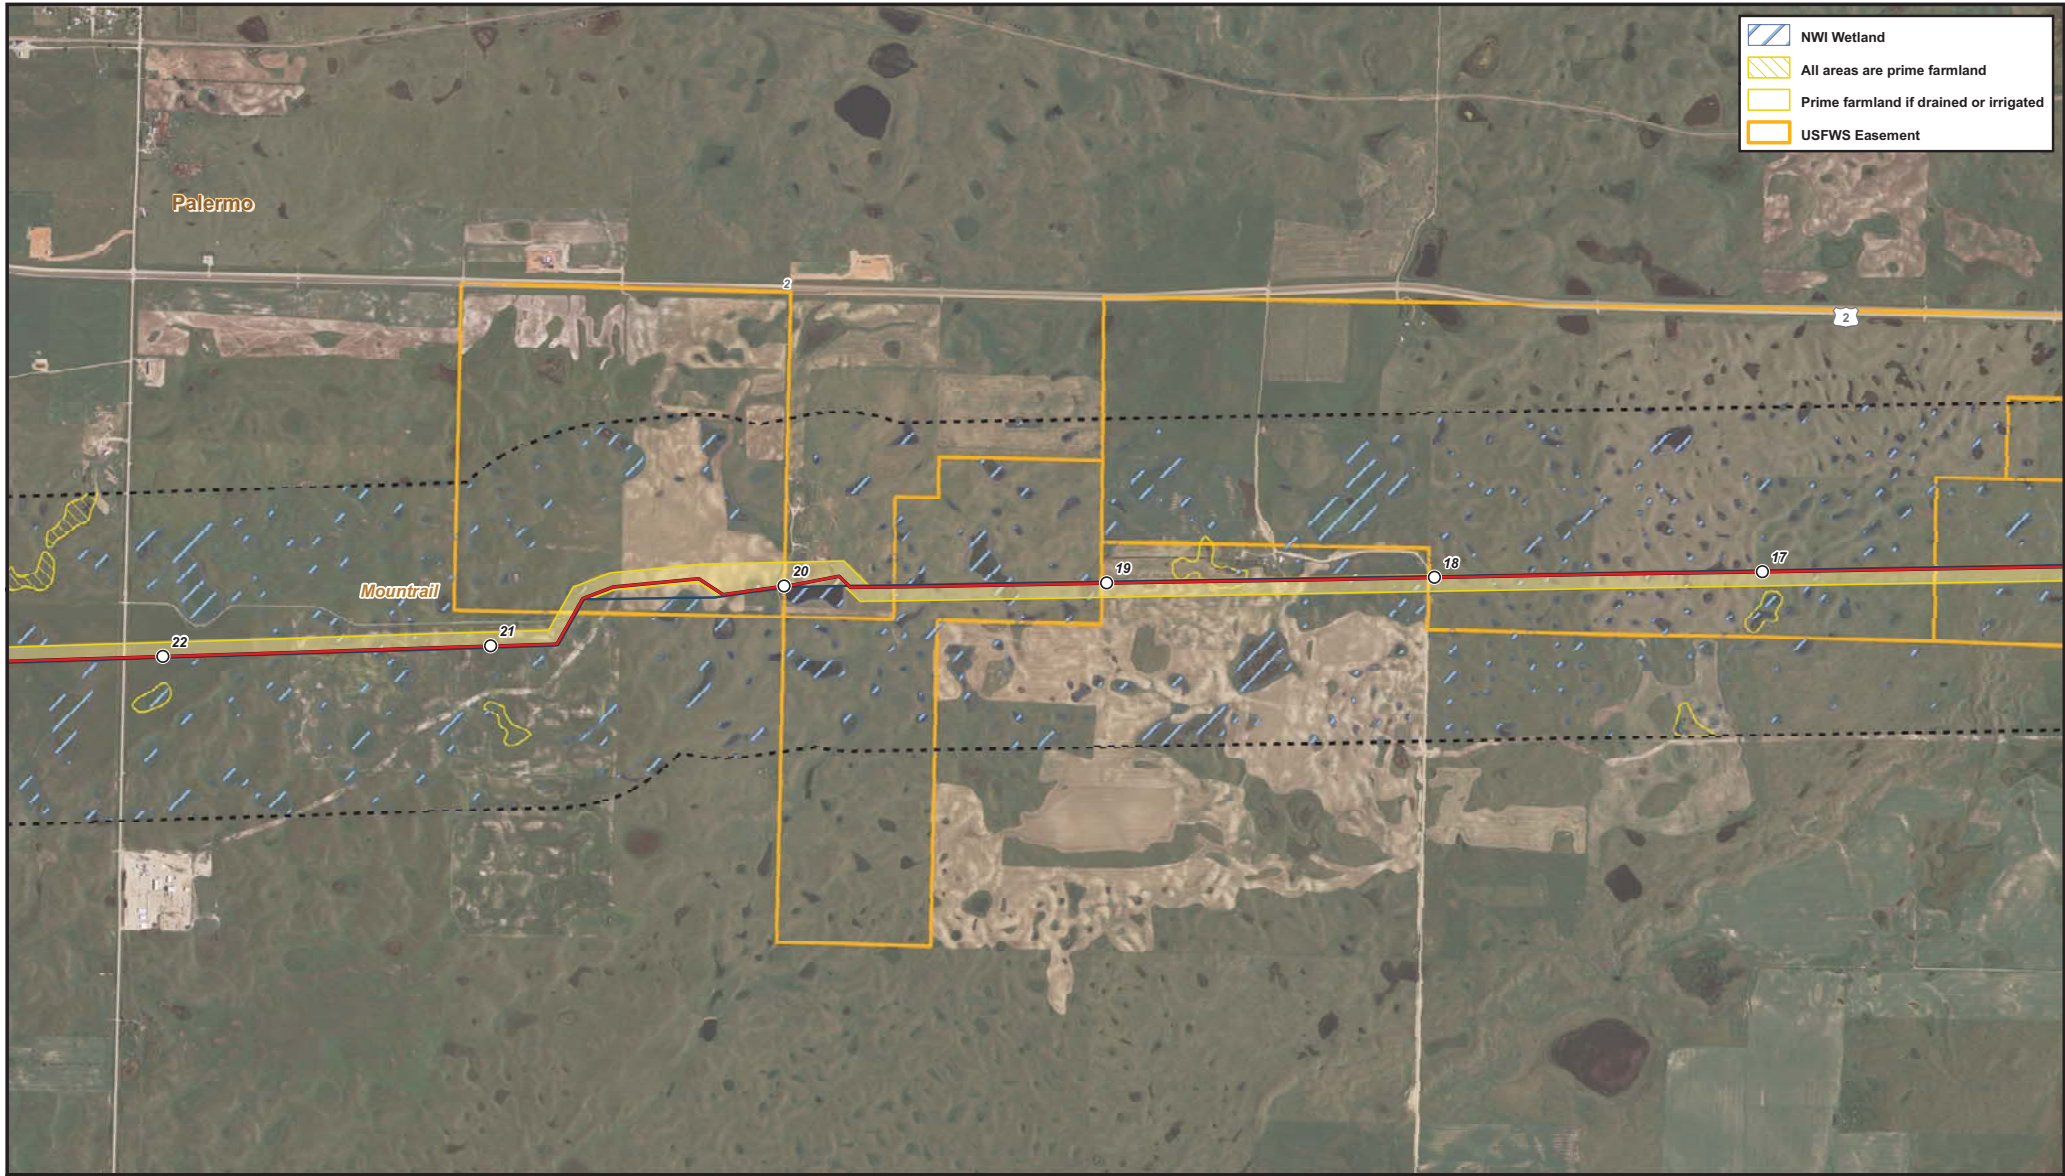 NWI Wetland
All areas are prime farmland
Prime farmland if drained or irrigated
USFWS Easement
Palermo
2
2
Mountrail
22
21
20
19
18
17